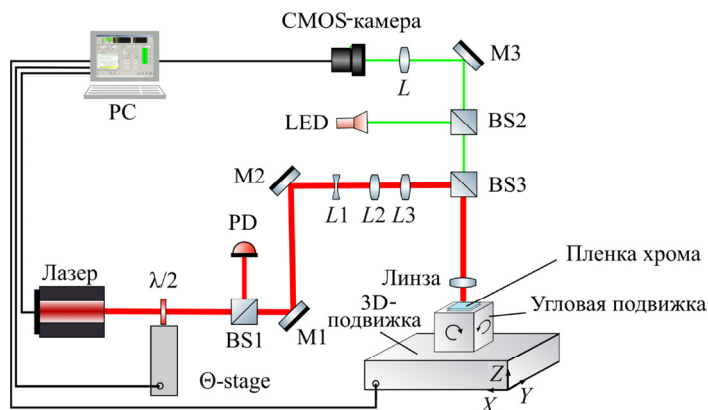 CMOS-камера
M3
L
PC
LED
BS2
M2
BS3
PD
L1
L2
L3
Лазер
λ/2
Линза
Пленка хрома
3D-
подвижка
Угловая подвижка
BS1
M1
Θ-stage
Z
X
Y